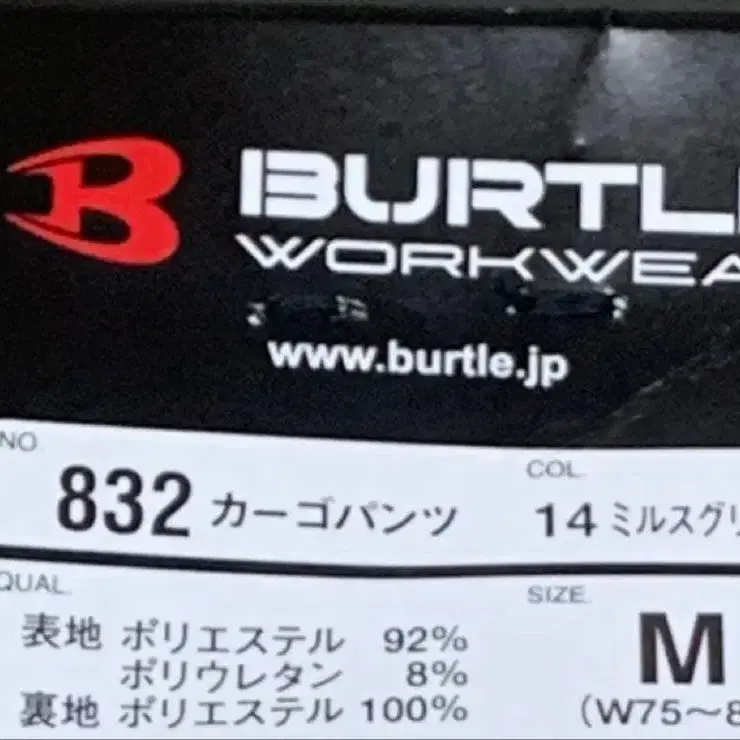 BURTL
WORKWEA
www.burtle.jp
NO.
832 カーゴパンツ
COL.
14 ミルスグリ
QUAL.
表地 ポリエステル 92%
ポリウレタン 8%
裏地 ポリエステル 100%
SIZE.
M
(W75〜8